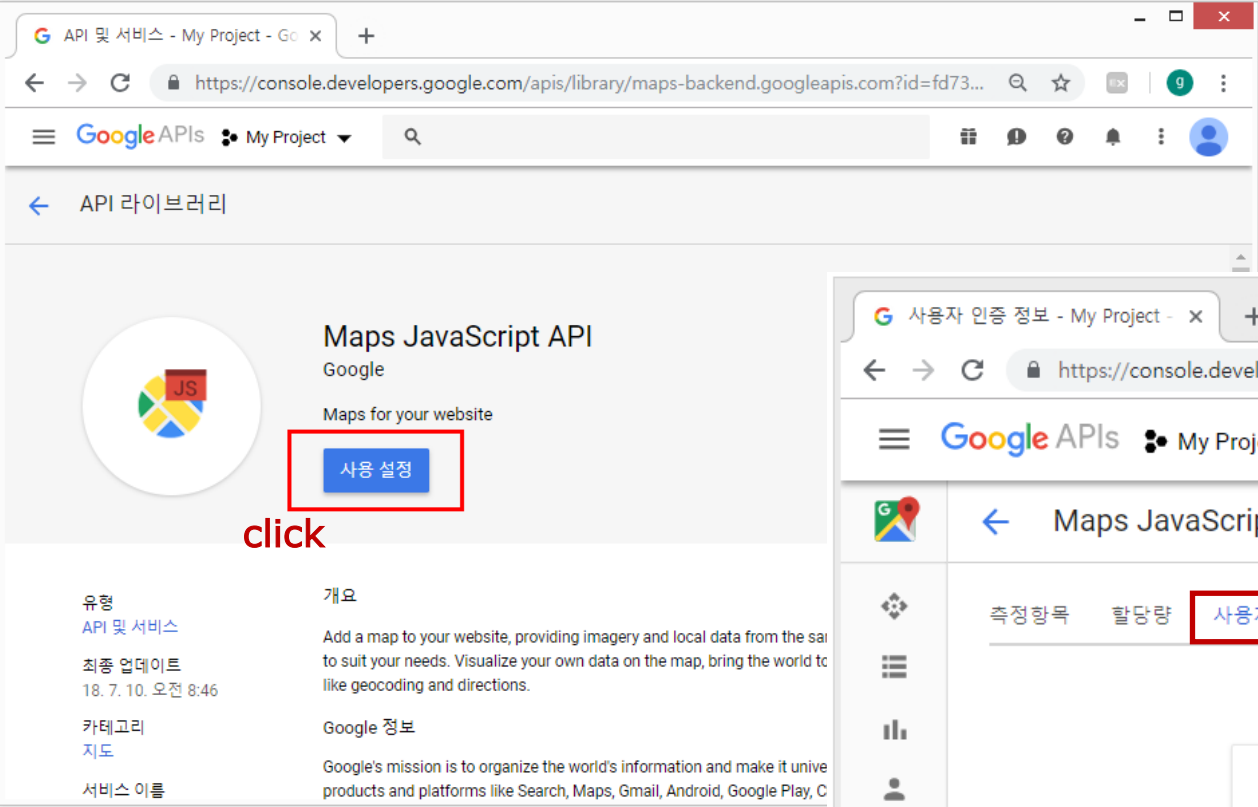 API 및 서비스 - My Project - Go
https://console.developers.google.com/apis/library/maps-backend.googleapis.com?id=fd73...
g
Google APIs My Project
API 라이브러리
JS
Maps JavaScript API
Google
Maps for your website
사용 설정
click
유형
API 및 서비스
최종 업데이트
18. 7. 10. 오전 8:46
카테고리
지도
서비스 이름
개요
Add a map to your website, providing imagery and local data from the sa
to suit your needs. Visualize your own data on the map, bring the world to
like geocoding and directions.
Google 정보
Google's mission is to organize the world's information and make it unive
products and platforms like Search, Maps, Gmail, Android, Google Play, C
사용자 인증 정보 - My Project -
https://console.devel
Google APIs My Proj
G
Maps JavaScrip
측정항목 할당량 사용자